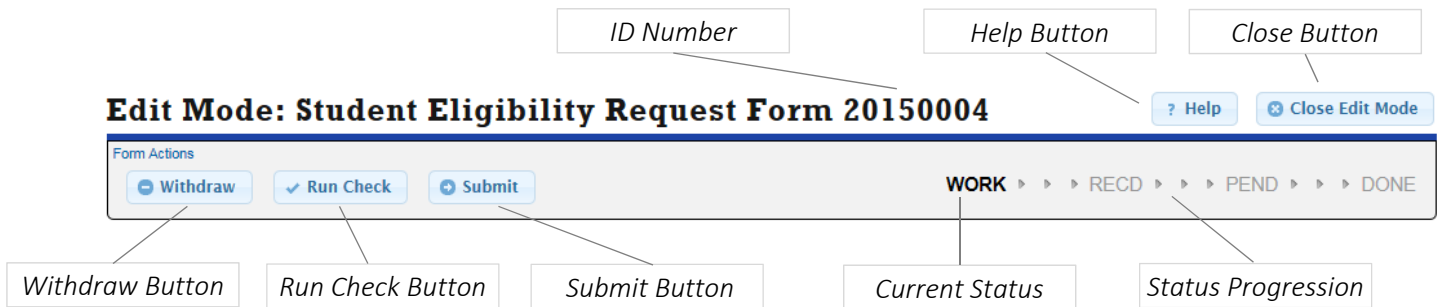 ID Number
Help Button
Close Button
Edit Mode: Student Eligibility Request Form 20150004
? Help
Close Edit Mode
Form Actions
Withdraw
Run Check
Submit
WORK RECD PEND DONE
Withdraw Button
Run Check Button
Submit Button
Current Status
Status Progression